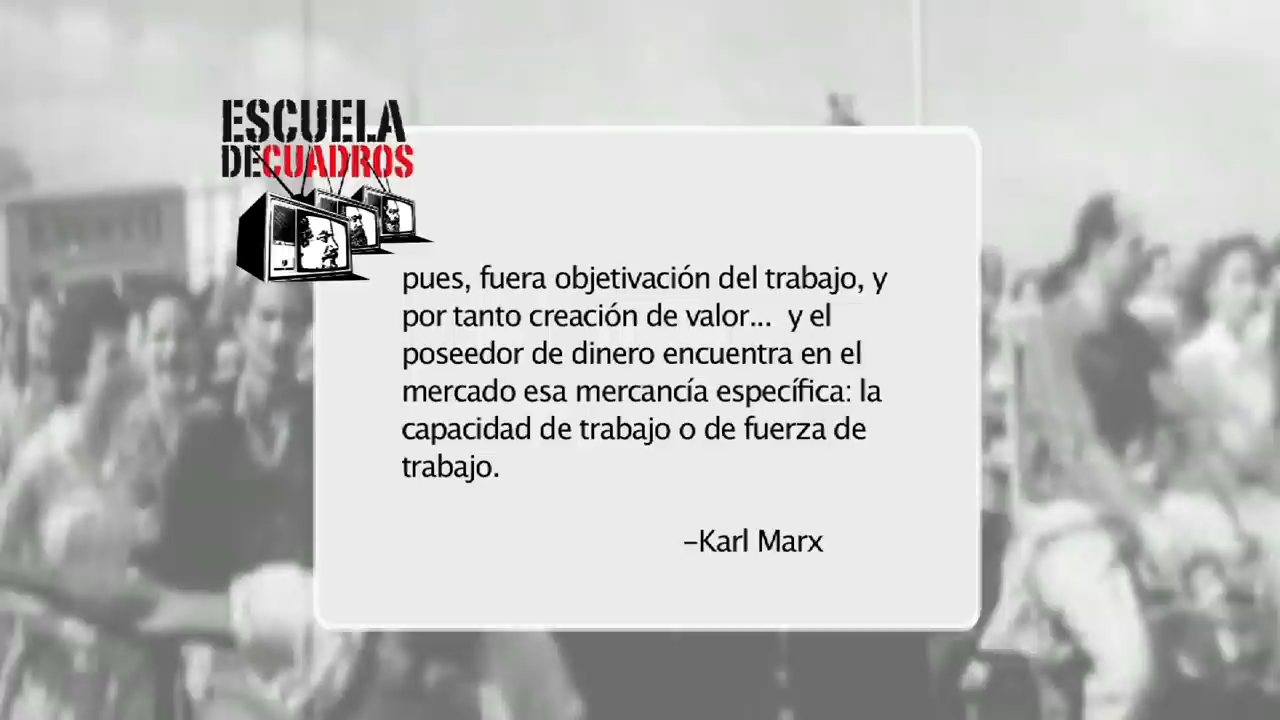 ESCUELA
DECUADROS
pues, fuera objetivación del trabajo, y
por tanto creación de valor... y el
poseedor de dinero encuentra en el
mercado esa mercancía específica: la
capacidad de trabajo o de fuerza de
trabajo.
–Karl Marx